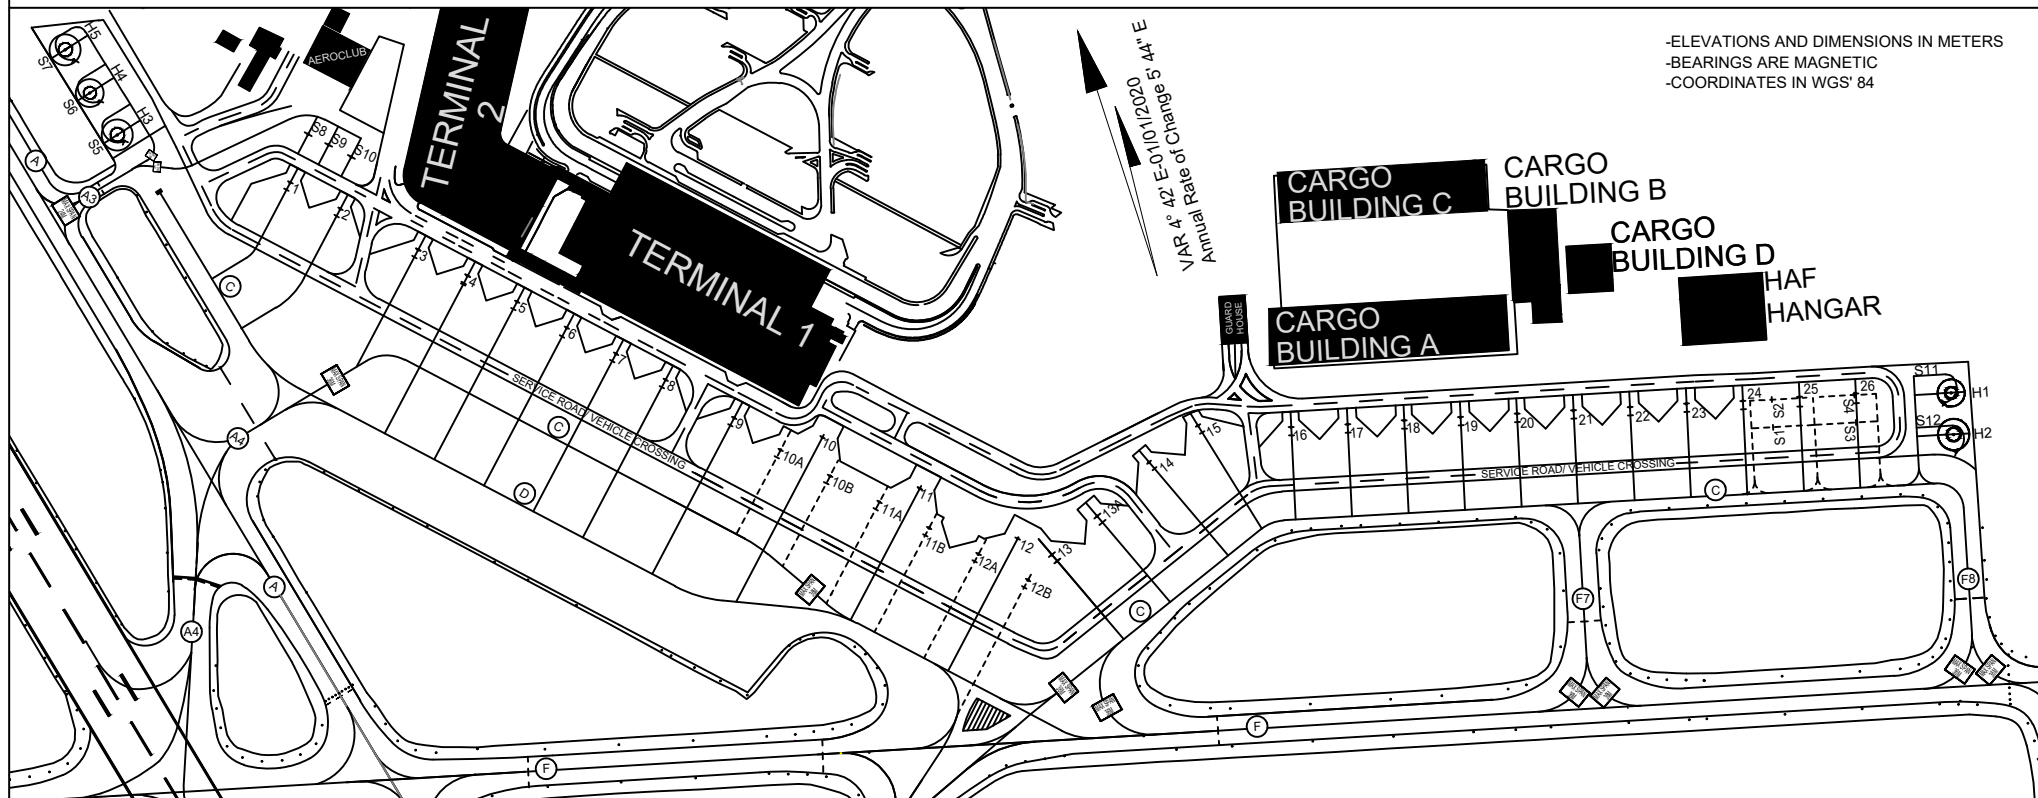 -ELEVATIONS AND DIMENSIONS IN METERS
-BEARINGS ARE MAGNETIC
-COORDINATES IN WGS' 84
VAR 4° 42' E-01/01/2020
Annual Rate of Change 5' 44" E
H5
S7
H4
S6
H3
S5
AEROCLUB
TERMINAL
2
TERMINAL 1
S8
S9
S10
A
A3
C
A4
A4
A
D
C
F
1
2
3
4
5
6
7
8
9
10
10A
10B
11
11A
11B
12
12A
12B
13
13A
14
15
SERVICE ROAD/ VEHICLE CROSSING
GUARD
HOUSE
CARGO
BUILDING C
CARGO
BUILDING B
CARGO
BUILDING D
HAF
HANGAR
CARGO
BUILDING A
16
17
18
19
20
21
22
23
24
25
26
S1
S2
S3
S4
S11
H1
S12
H2
SERVICE ROAD/ VEHICLE CROSSING
C
C
F7
F8
F